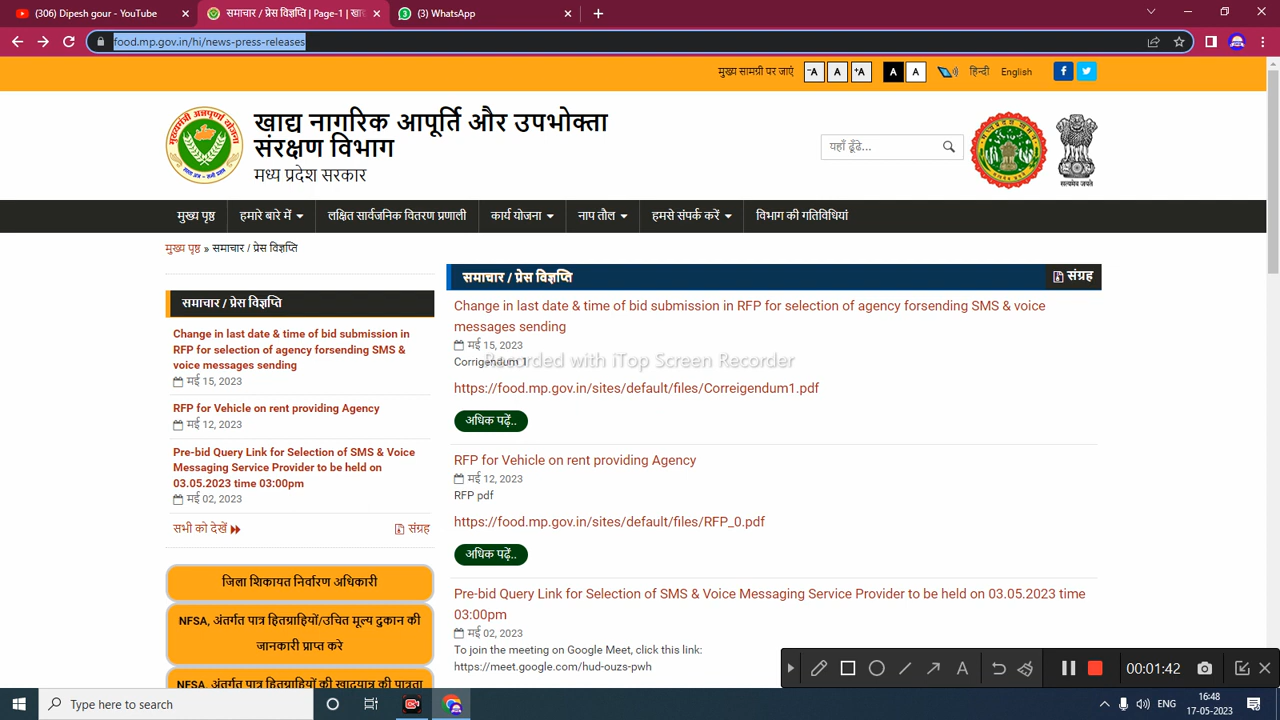 (306) Dipesh gour - YouTube
समाचार / प्रेस विज्ञप्ति | Page-1 | खाद
(3) WhatsApp
food.mp.gov.in/hi/news-press-releases
मुख्य सामग्री पर जाएं
-A
A
+A
A
A
हिन्दी
English
खाद्य नागरिक आपूर्ति और उपभोक्ता
संरक्षण विभाग
मध्य प्रदेश सरकार
यहाँ ढूँढे...
मुख्य पृष्ठ
हमारे बारे में
लक्षित सार्वजनिक वितरण प्रणाली
कार्य योजना
नाप तौल
हमसे संपर्क करें
विभाग की गतिविधियां
मुख्य पृष्ठ » समाचार / प्रेस विज्ञप्ति
समाचार / प्रेस विज्ञप्ति
Change in last date & time of bid submission in
RFP for selection of agency forsending SMS &
voice messages sending
मई 15, 2023
RFP for Vehicle on rent providing Agency
मई 12, 2023
Pre-bid Query Link for Selection of SMS & Voice
Messaging Service Provider to be held on
03.05.2023 time 03:00pm
मई 02, 2023
सभी को देखें
संग्रह
जिला शिकायत निर्वारण अधिकारी
NFSA, अंतर्गत पात्र हितग्राहियों/उचित मूल्य दुकान की
जानकारी प्राप्त करे
NFSA, अंतर्गत पात्र हितग्राहियों की खाद्यान्न की पात्रता
समाचार / प्रेस विज्ञप्ति
संग्रह
Change in last date & time of bid submission in RFP for selection of agency forsending SMS & voice
messages sending
मई 15, 2023
Corrigendum 1
Recorded with iTop Screen Recorder
https://food.mp.gov.in/sites/default/files/Correigendum1.pdf
अधिक पढ़ें..
RFP for Vehicle on rent providing Agency
मई 12, 2023
RFP pdf
https://food.mp.gov.in/sites/default/files/RFP_0.pdf
अधिक पढ़ें..
Pre-bid Query Link for Selection of SMS & Voice Messaging Service Provider to be held on 03.05.2023 time
03:00pm
मई 02, 2023
To join the meeting on Google Meet, click this link:
https://meet.google.com/hud-ouzs-pwh
00:01:42
Type here to search
ENG
16:48
17-05-2023